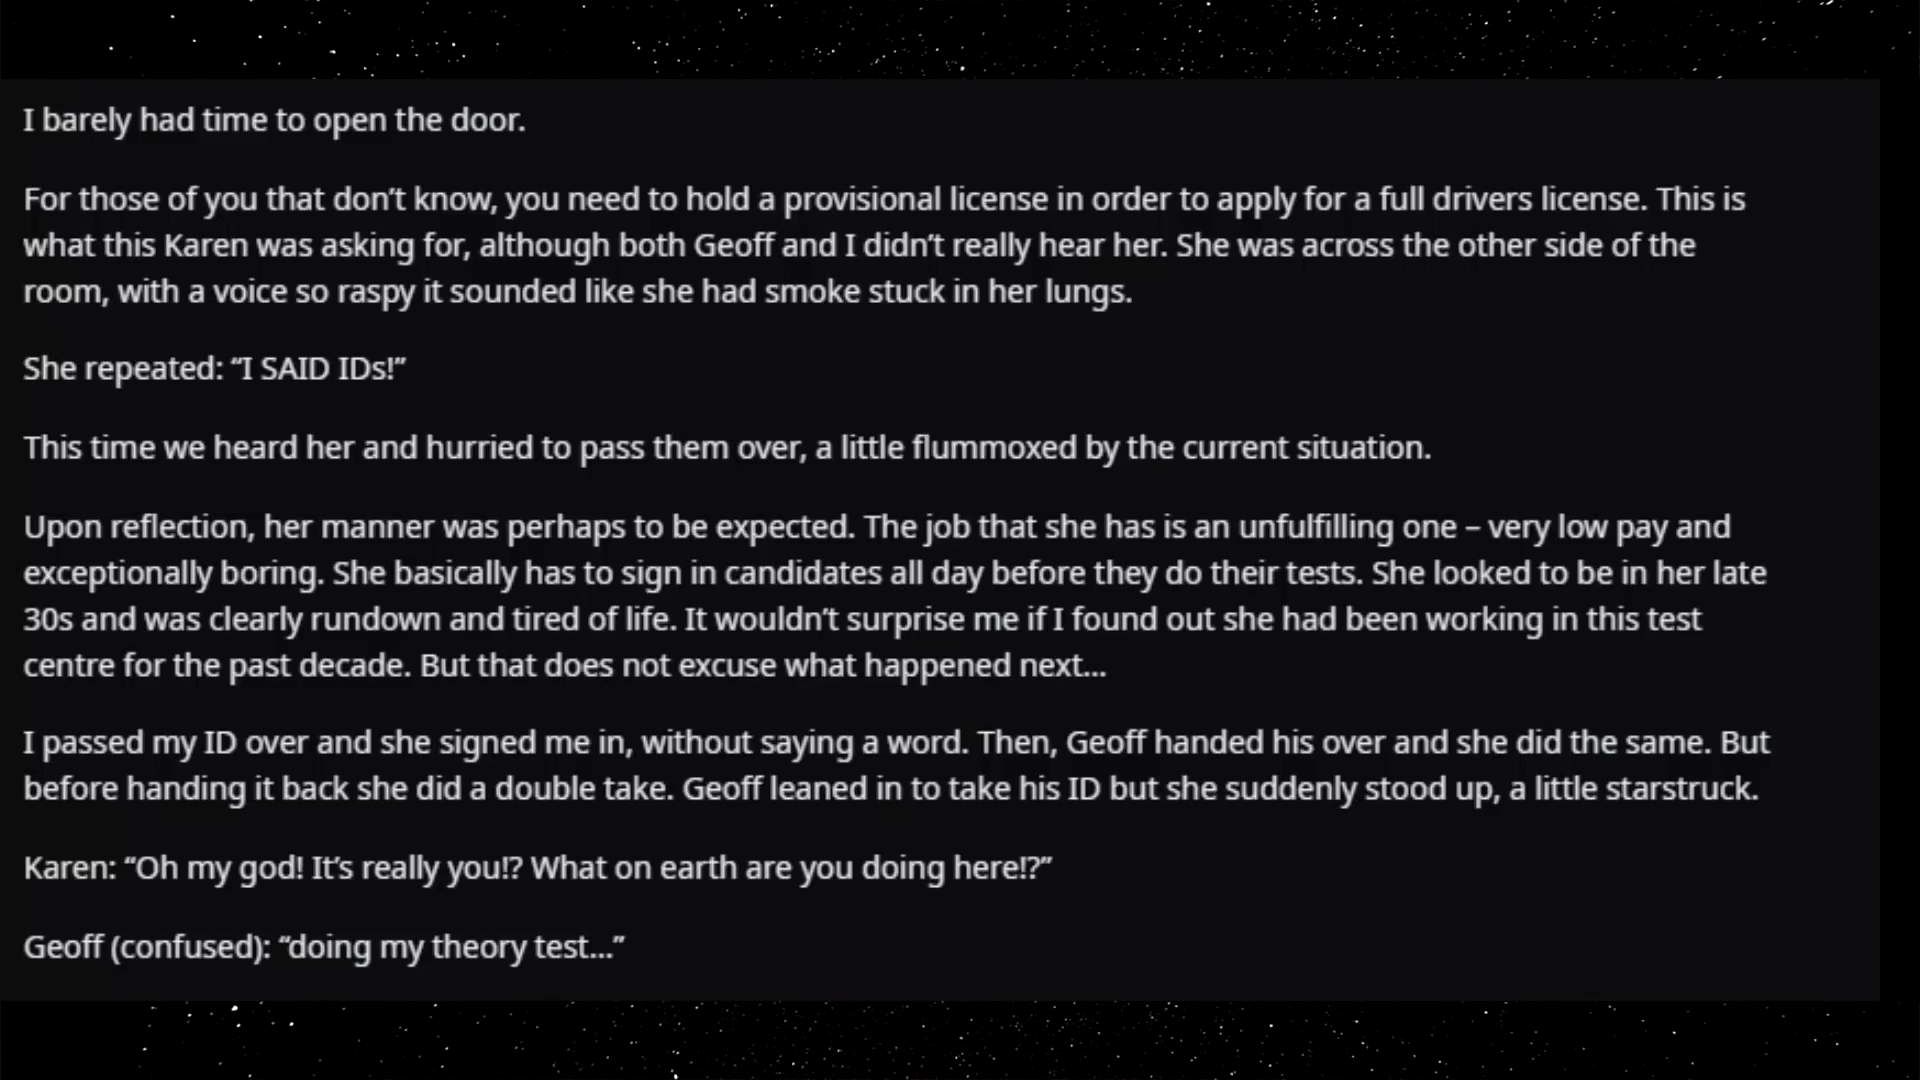 I barely had time to open the door.
For those of you that don’t know, you need to hold a provisional license in order to apply for a full drivers license. This is
what this Karen was asking for, although both Geoff and I didn’t really hear her. She was across the other side of the
room, with a voice so raspy it sounded like she had smoke stuck in her lungs.
She repeated: “I SAID IDs!”
This time we heard her and hurried to pass them over, a little flummoxed by the current situation.
Upon reflection, her manner was perhaps to be expected. The job that she has is an unfulfilling one – very low pay and
exceptionally boring. She basically has to sign in candidates all day before they do their tests. She looked to be in her late
30s and was clearly rundown and tired of life. It wouldn’t surprise me if I found out she had been working in this test
centre for the past decade. But that does not excuse what happened next...
I passed my ID over and she signed me in, without saying a word. Then, Geoff handed his over and she did the same. But
before handing it back she did a double take. Geoff leaned in to take his ID but she suddenly stood up, a little starstruck.
Karen: “Oh my god! It’s really you!? What on earth are you doing here!?”
Geoff (confused): “doing my theory test...”